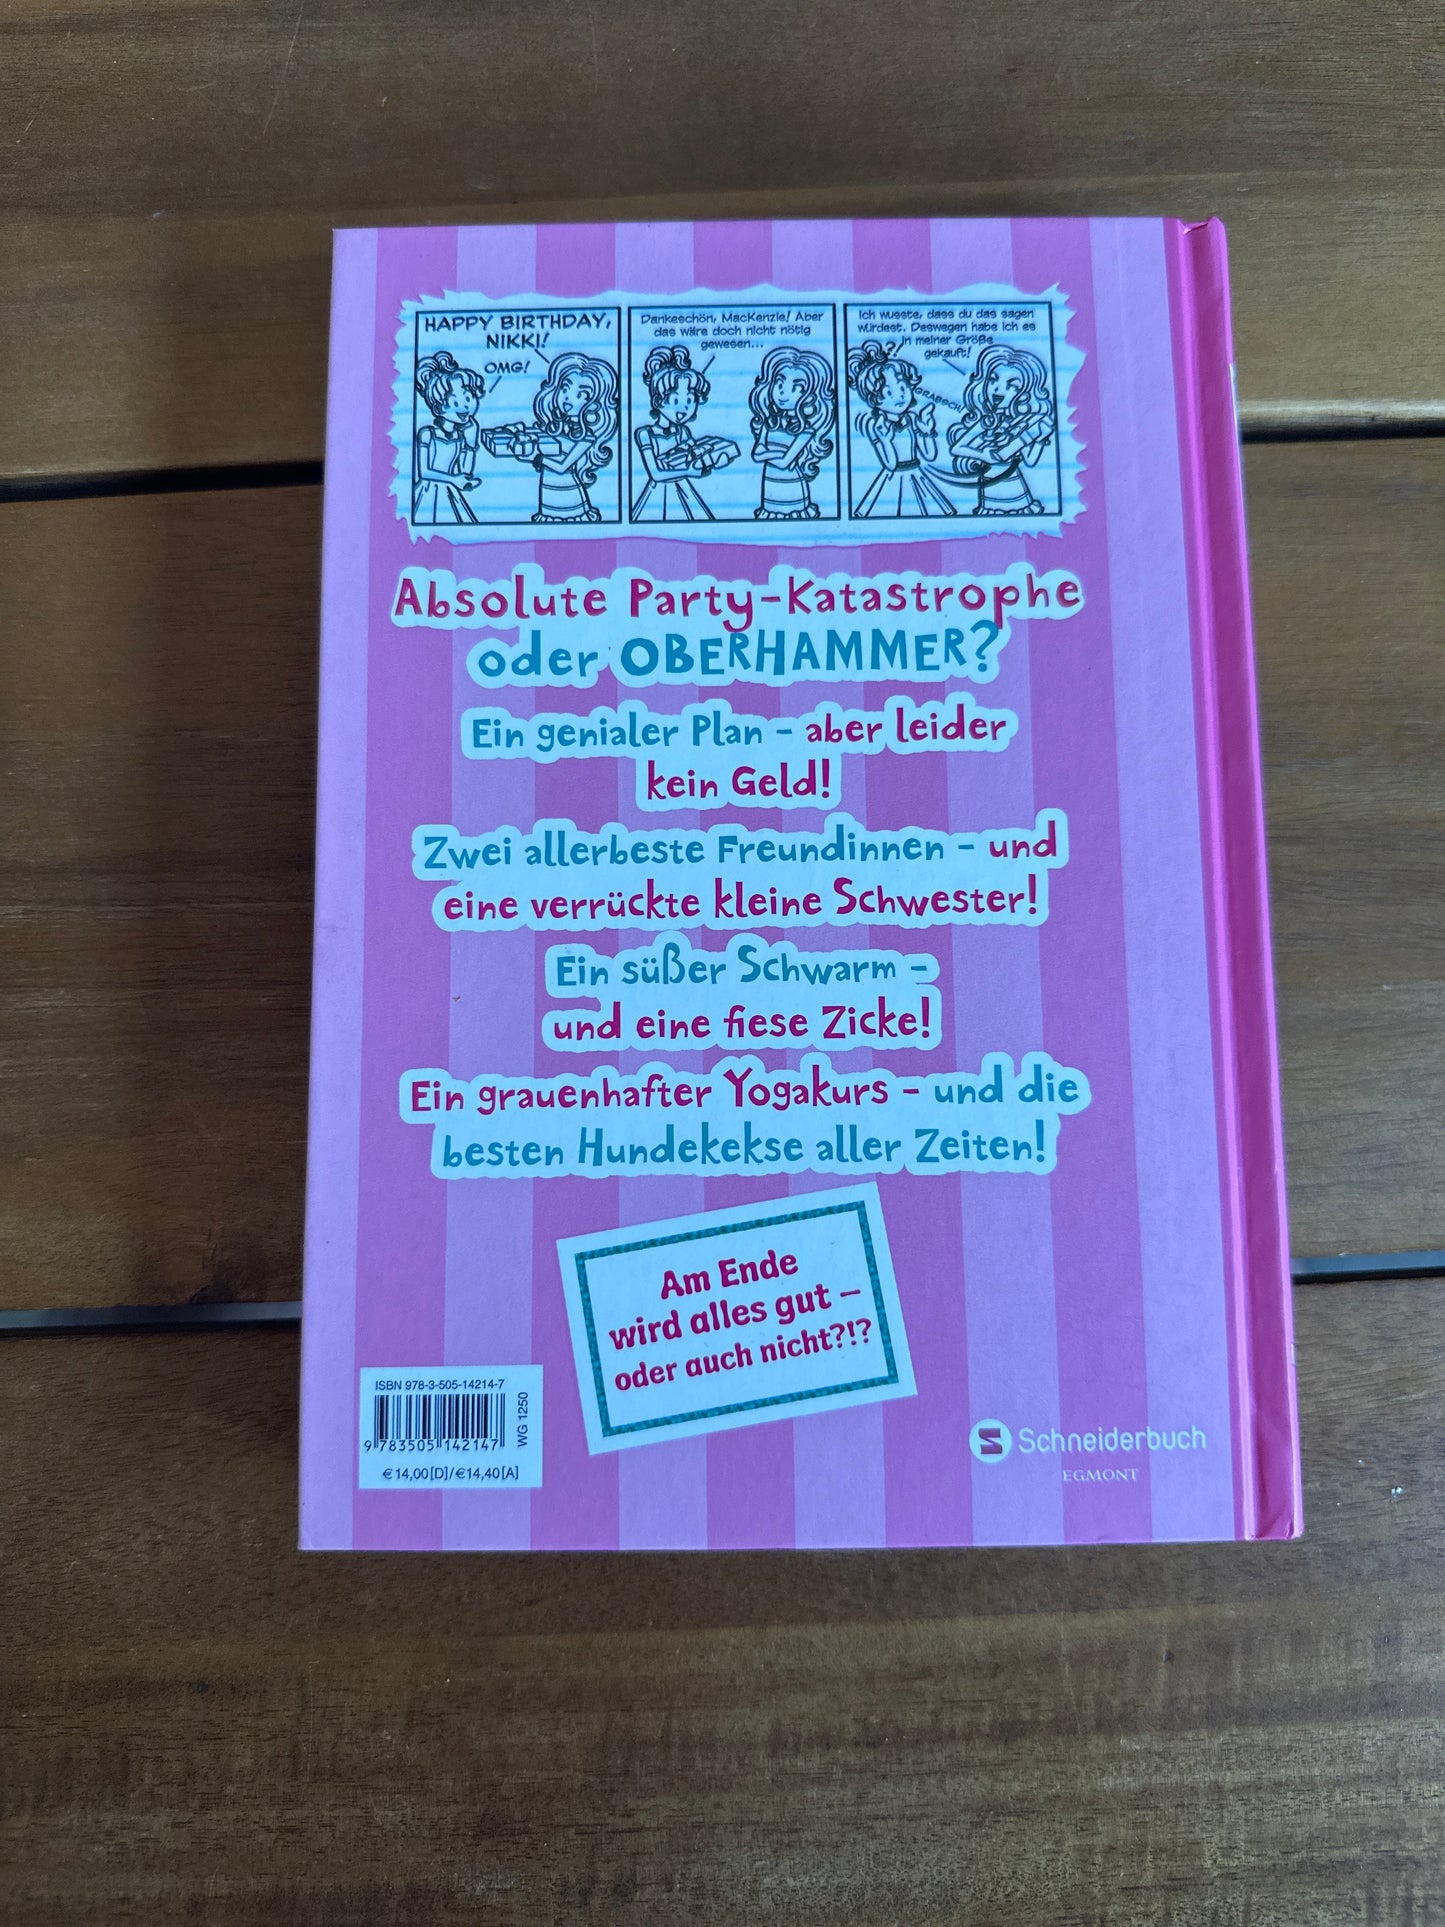 HAPPY BIRTHDAY,
NIKKI!
OMG!
Dankeschön, MacKenzie! Aber
das wäre doch nicht nötig
gewesen...
Ich wusste, dass du das sagen
würdest. Deswegen habe ich es
in meiner Größe
gekauft!
?!
GRABSCH!
Absolute Party-Katastrophe
oder OBERHAMMER?
Ein genialer Plan – aber leider
kein Geld!
Zwei allerbeste Freundinnen – und
eine verrückte kleine Schwester!
Ein süßer Schwarm –
und eine fiese Zicke!
Ein grauenhafter Yogakurs – und die
besten Hundekekse aller Zeiten!
Am Ende
wird alles gut –
oder auch nicht?!?
ISBN 978-3-505-14214-7
9 783505 142147
WG 1250
€ 14,00 [D] / € 14,40 [A]
Schneiderbuch
EGMONT